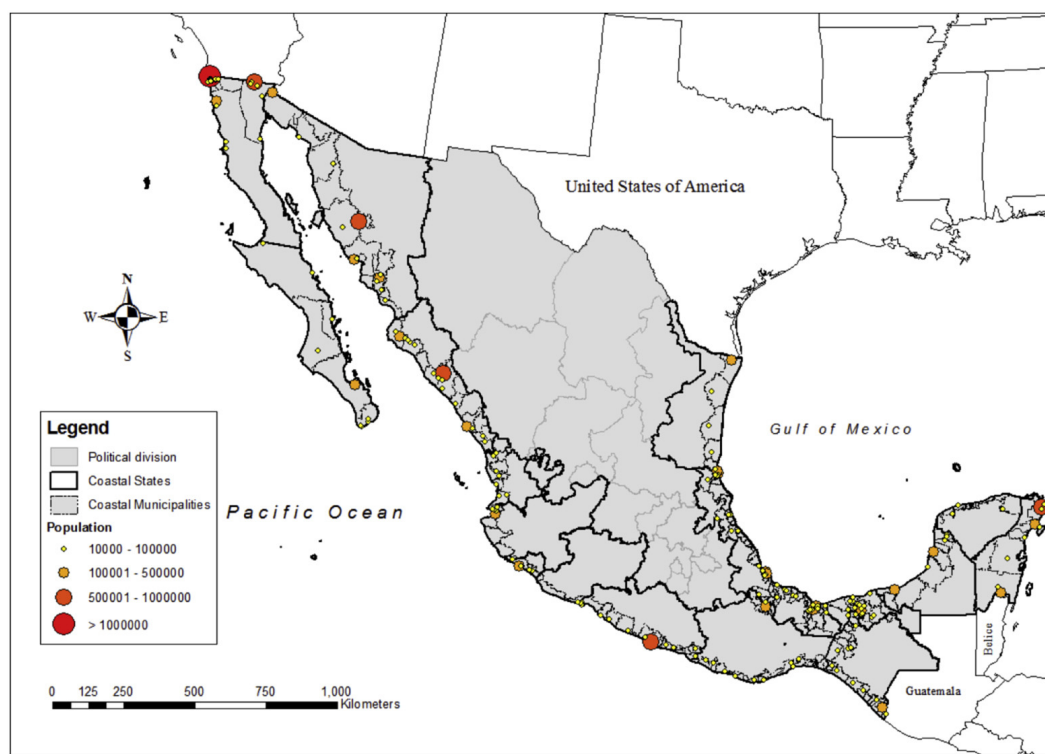 United States of America
N
W E
S
Gulf of Mexico
Pacific Ocean
Legend
Political division
Coastal States
Coastal Municipalities
Population
10000 - 100000
100001 - 500000
500001 - 1000000
> 1000000
Belice
Guatemala
0 125 250 500 750 1,000
Kilometers